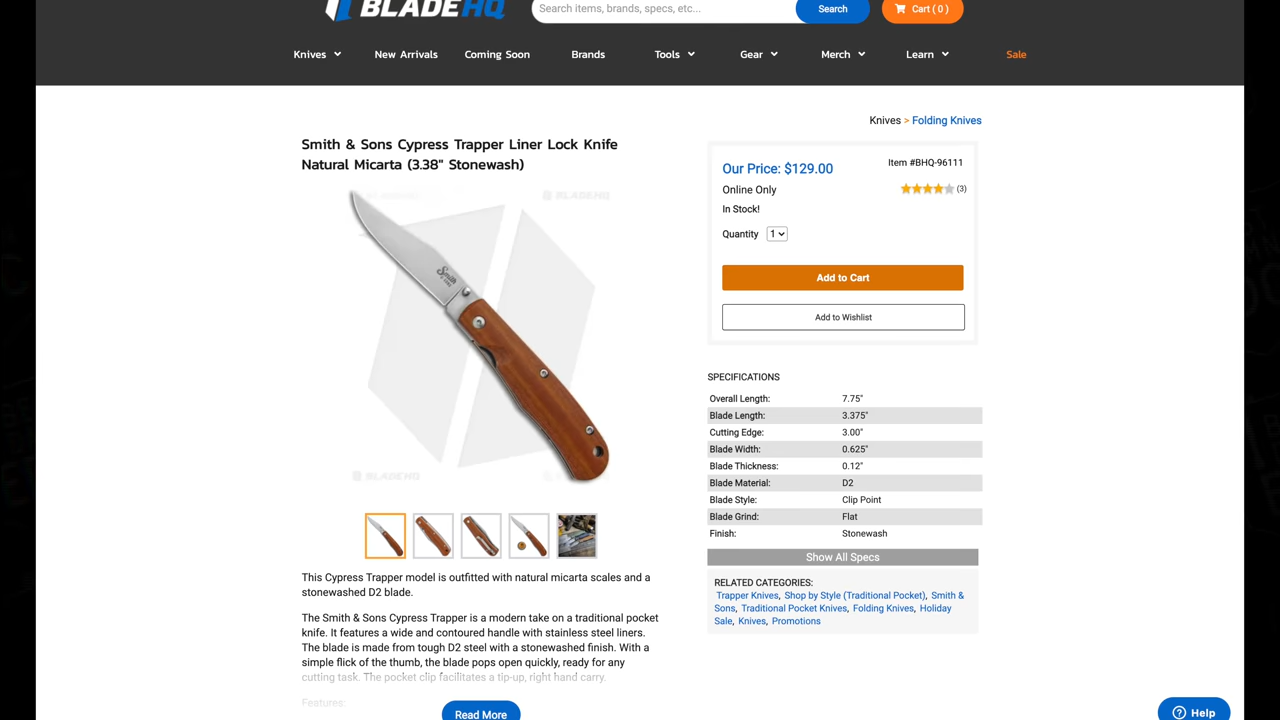 BLADEHQ
Search items, brands, specs, etc...
Search
Cart ( 0 )
Knives
New Arrivals
Coming Soon
Brands
Tools
Gear
Merch
Learn
Sale
Knives > Folding Knives
Smith & Sons Cypress Trapper Liner Lock Knife
Natural Micarta (3.38" Stonewash)
BLADEHQ
Smith
& SONS
BLADEHQ
Our Price: $129.00
Item #BHQ-96111
Online Only
(3)
In Stock!
Quantity
1
Add to Cart
Add to Wishlist
SPECIFICATIONS
Overall Length: 7.75"
Blade Length: 3.375"
Cutting Edge: 3.00"
Blade Width: 0.625"
Blade Thickness: 0.12"
Blade Material: D2
Blade Style: Clip Point
Blade Grind: Flat
Finish: Stonewash
Show All Specs
RELATED CATEGORIES:
Trapper Knives, Shop by Style (Traditional Pocket), Smith &
Sons, Traditional Pocket Knives, Folding Knives, Holiday
Sale, Knives, Promotions
This Cypress Trapper model is outfitted with natural micarta scales and a
stonewashed D2 blade.
The Smith & Sons Cypress Trapper is a modern take on a traditional pocket
knife. It features a wide and contoured handle with stainless steel liners.
The blade is made from tough D2 steel with a stonewashed finish. With a
simple flick of the thumb, the blade pops open quickly, ready for any
cutting task. The pocket clip facilitates a tip-up, right hand carry.
Features:
Read More
Help